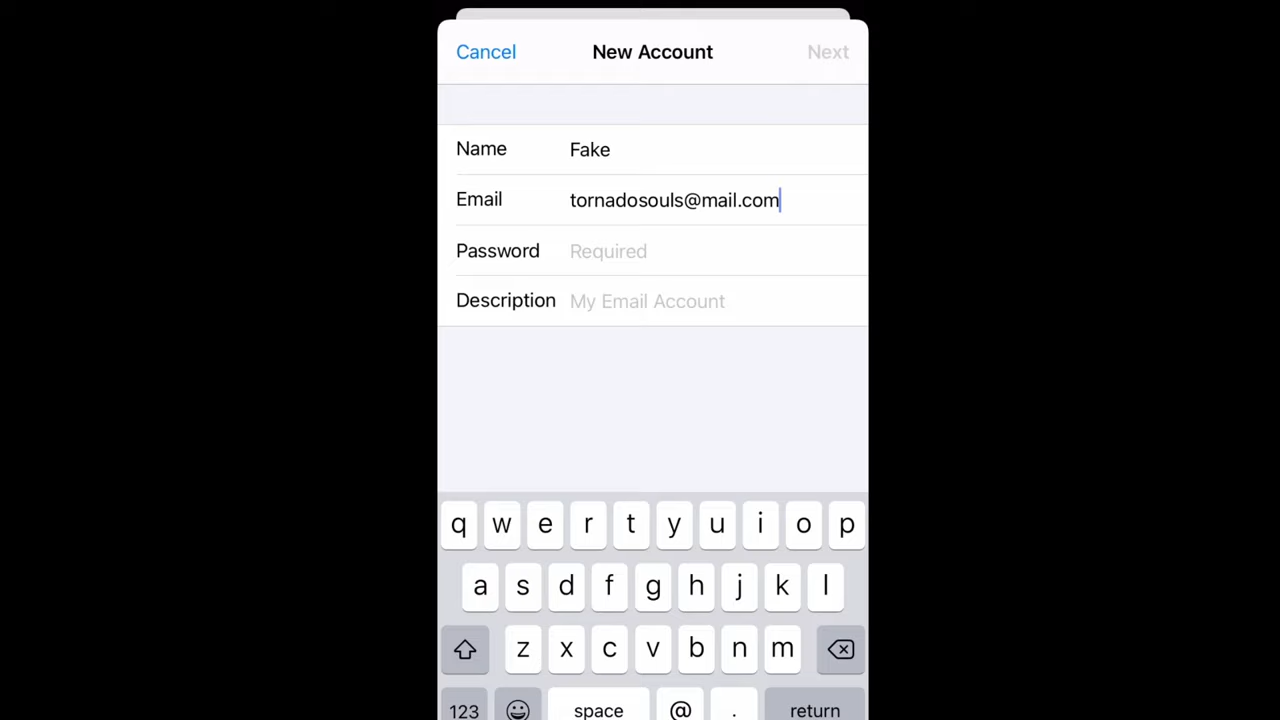 Cancel New Account Next
Name Fake
Email tornadosouls@mail.com
Password Required
Description My Email Account
q w e r t y u i o p
a s d f g h j k l
z x c v b n m
123 space @ . return